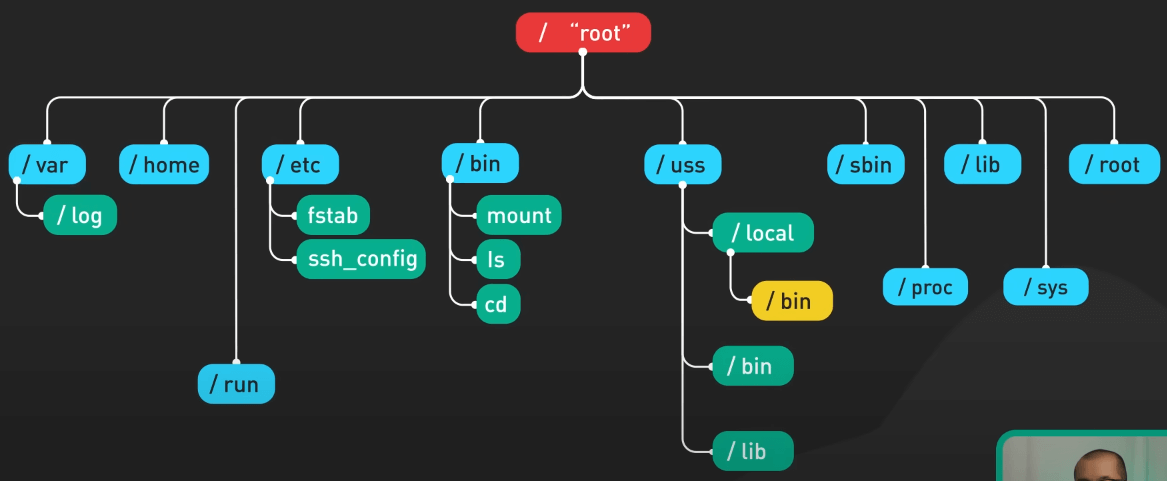 / “root”
/ var
/ home
/ etc
/ bin
/ uss
/ sbin
/ lib
/ root
/ log
fstab
mount
/ local
ssh_config
ls
/ proc
/ sys
cd
/ bin
/ bin
/ run
/ lib